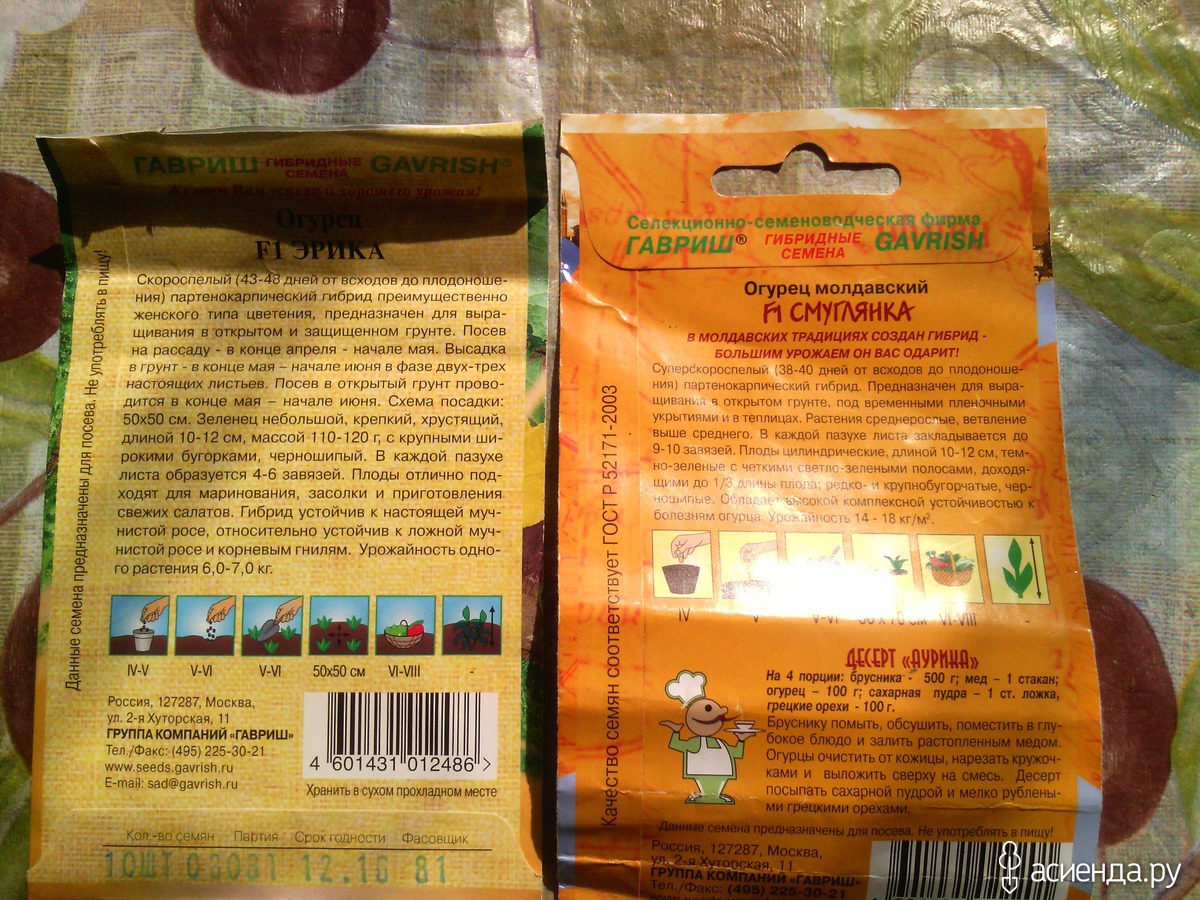 ГАВРИШ ГИБРИДНЫЕ СЕМЕНА GAVRISH®
Желаем Вам успеха и хорошего урожая!
Огурец
F1 ЭРИКА
Скороспелый (43-48 дней от всходов до плодоноше-
ния) партенокарпический гибрид преимущественно
женского типа цветения, предназначен для выра-
щивания в открытом и защищенном грунте. Посев
на рассаду - в конце апреля - начале мая. Высадка
в грунт - в конце мая – начале июня в фазе двух-трех
настоящих листьев. Посев в открытый грунт прово-
дится в конце мая – начале июня. Схема посадки:
50х50 см. Зеленец небольшой, крепкий, хрустящий,
длиной 10-12 см, массой 110-120 г, с крупными ши-
рокими бугорками, черношипый. В каждой пазухе
листа образуется 4-6 завязей. Плоды отлично под-
ходят для маринования, засолки и приготовления
свежих салатов. Гибрид устойчив к настоящей муч-
нистой росе, относительно устойчив к ложной муч-
нистой росе и корневым гнилям. Урожайность одно-
го растения 6,0-7,0 кг.
IV-V V-VI V-VI 50х50 см VI-VIII -
Россия, 127287, Москва,
ул. 2-я Хуторская, 11
ГРУППА КОМПАНИЙ «ГАВРИШ»
Тел./Факс: (495) 225-30-21
www.seeds.gavrish.ru
E-mail: sad@gavrish.ru
4 601431 012486 >
Хранить в сухом прохладном месте
Кол.-во семян Партия Срок годности Фасовщик
10ШТ 03081 12.16 81
Данные семена предназначены для посева. Не употреблять в пищу!
Селекционно-семеноводческая фирма
ГАВРИШ® ГИБРИДНЫЕ СЕМЕНА GAVRISH
Огурец молдавский
F1 СМУГЛЯНКА
В МОЛДАВСКИХ ТРАДИЦИЯХ СОЗДАН ГИБРИД -
БОЛЬШИМ УРОЖАЕМ ОН ВАС ОДАРИТ!
Суперскороспелый (38-40 дней от всходов до плодоноше-
ния) партенокарпический гибрид. Предназначен для выра-
щивания в открытом грунте, под временными пленочными
укрытиями и в теплицах. Растения среднерослые, ветвление
выше среднего. В каждой пазухе листа закладывается до
9-10 завязей. Плоды цилиндрические, длиной 10-12 см, тем-
но-зеленые с четкими светло-зелеными полосами, доходя-
щими до 1/3 длины плода; редко- и крупнобугорчатые, чер-
ношипые. Обладает высокой комплексной устойчивостью к
болезням огурца. Урожайность 14 - 18 кг/м².
IV V V-VI VI-VIII -
ДЕСЕРТ «АУРИКА»
На 4 порции: брусника - 500 г; мед – 1 стакан;
огурец – 100 г; сахарная пудра – 1 ст. ложка,
грецкие орехи - 100 г.
Бруснику помыть, обсушить, поместить в глу-
бокое блюдо и залить растопленным медом.
Огурцы очистить от кожицы, нарезать кружоч-
ками и выложить сверху на смесь. Десерт
посыпать сахарной пудрой и мелко рублены-
ми грецкими орехами.
Данные семена предназначены для посева. Не употреблять в пищу!
Россия, 127287, Москва,
ул. 2-я Хуторская, 11
ГРУППА КОМПАНИЙ «ГАВРИШ»
Тел./Факс: (495) 225-30-21
Качество семян соответствует ГОСТ Р 52171-2003
асиенда.ру